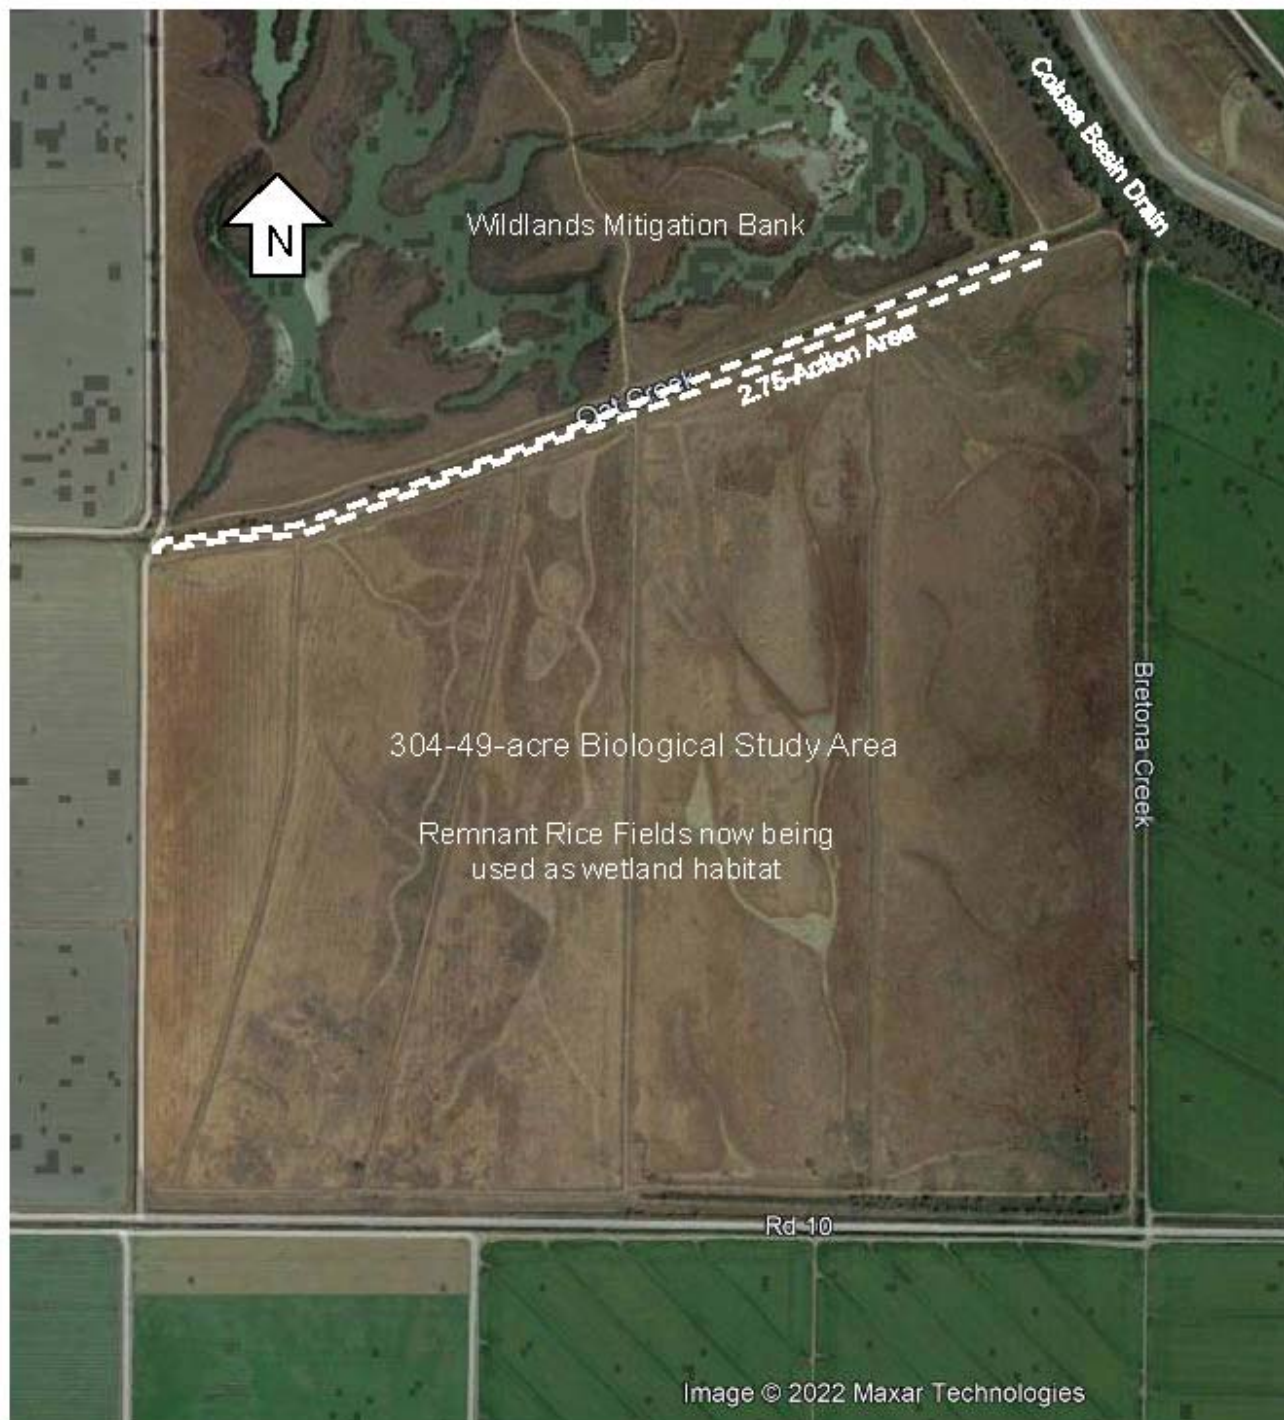 Colusa Basin Drain
N
Wildlands Mitigation Bank
Oat Creek
2.75-Action Area
Bretona Creek
304-49-acre Biological Study Area
Remnant Rice Fields now being
used as wetland habitat
Rd 10
Image © 2022 Maxar Technologies